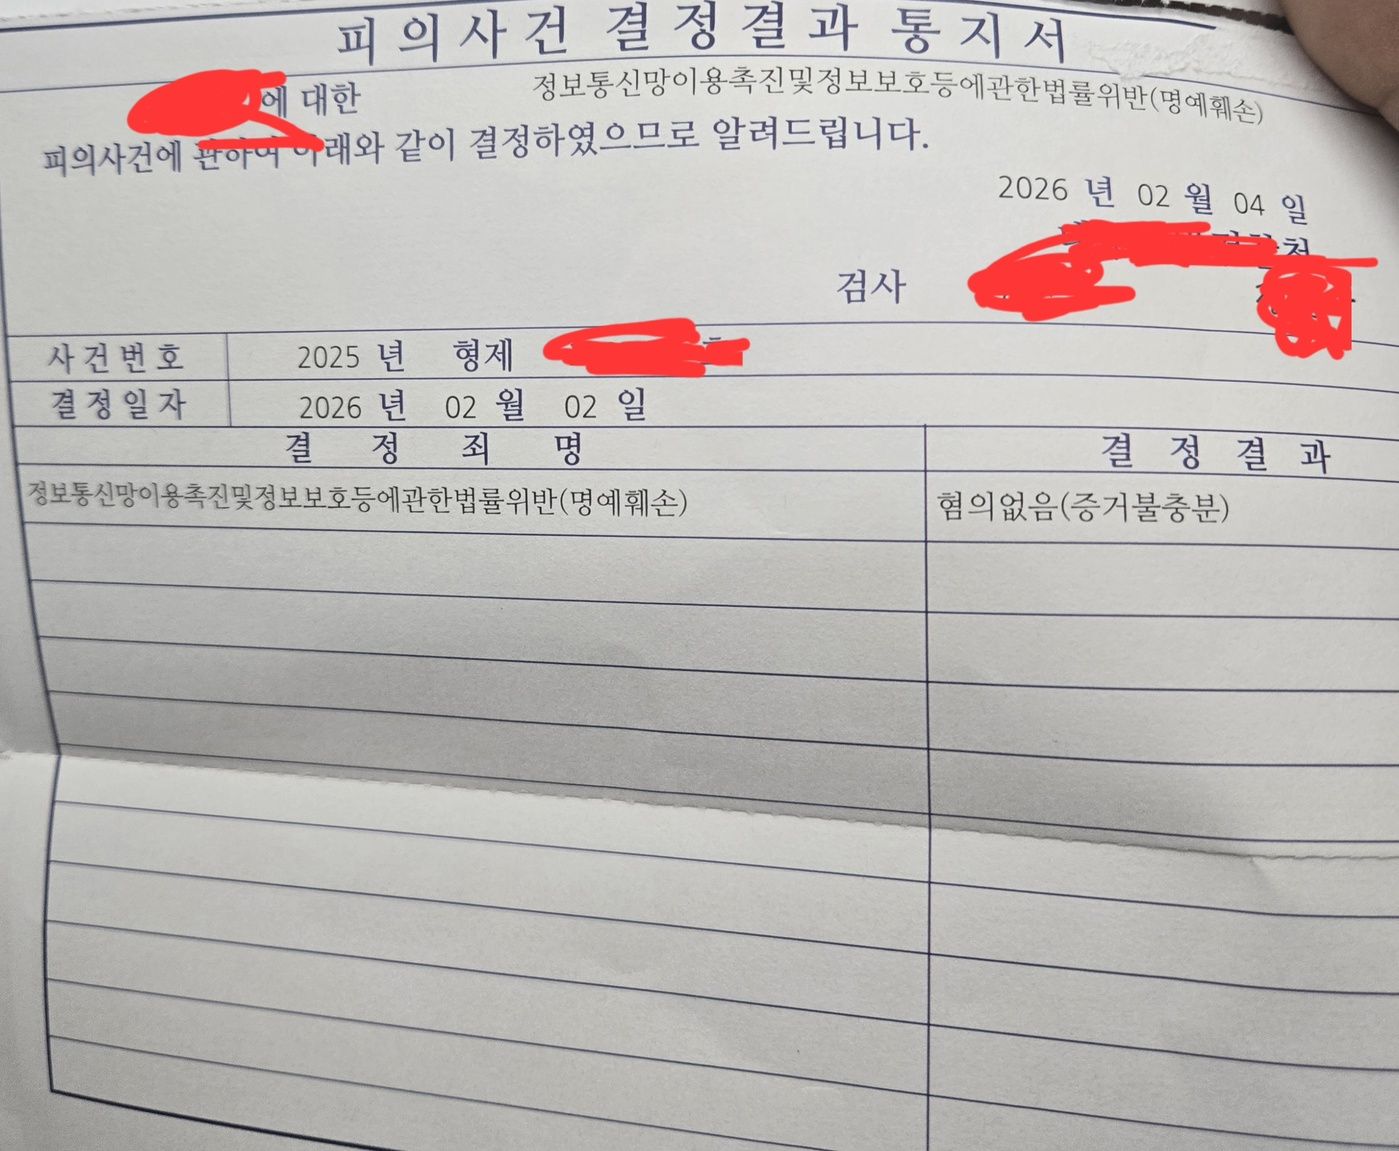 피의사건 결정결과 통지서
에 대한 정보통신망이용촉진및정보보호등에관한법률위반(명예훼손)
피의사건에 관하여 아래와 같이 결정하였으므로 알려드립니다.
2026 년 02 월 04 일
청
검사
사건번호 2025 년 형제
결정일자 2026 년 02 월 02 일
결정죄명 결정결과
정보통신망이용촉진및정보보호등에관한법률위반(명예훼손) 혐의없음(증거불충분)